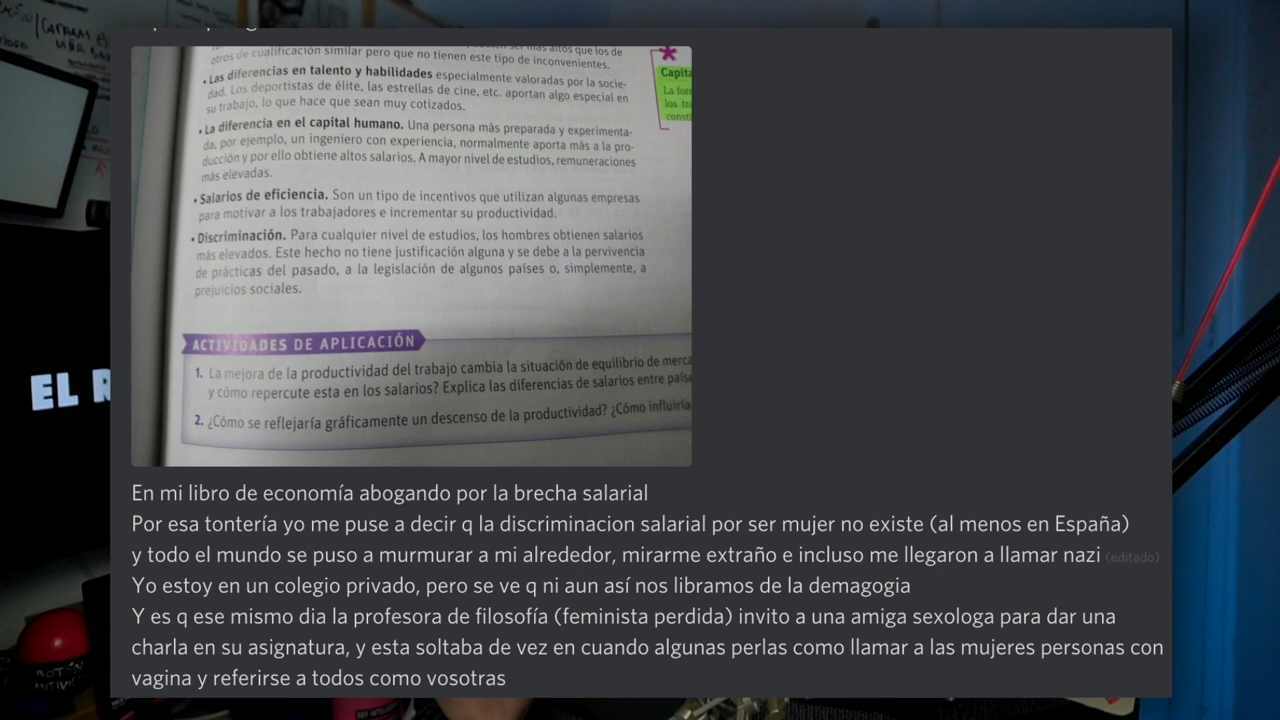 ser más altos que los de
otros de cualificación similar pero que no tienen este tipo de inconvenientes.
• Las diferencias en talento y habilidades especialmente valoradas por la socie-
dad. Los deportistas de élite, las estrellas de cine, etc. aportan algo especial en
su trabajo, lo que hace que sean muy cotizados.
• La diferencia en el capital humano. Una persona más preparada y experimenta-
da, por ejemplo, un ingeniero con experiencia, normalmente aporta más a la pro-
ducción y por ello obtiene altos salarios. A mayor nivel de estudios, remuneraciones
más elevadas.
• Salarios de eficiencia. Son un tipo de incentivos que utilizan algunas empresas
para motivar a los trabajadores e incrementar su productividad.
• Discriminación. Para cualquier nivel de estudios, los hombres obtienen salarios
más elevados. Este hecho no tiene justificación alguna y se debe a la pervivencia
de prácticas del pasado, a la legislación de algunos países o, simplemente, a
prejuicios sociales.
*
Capita
La for
los tra
consti
ACTIVIDADES DE APLICACIÓN
1. La mejora de la productividad del trabajo cambia la situación de equilibrio de merca
y cómo repercute esta en los salarios? Explica las diferencias de salarios entre paíse
2. ¿Cómo se reflejaría gráficamente un descenso de la productividad? ¿Cómo influiría
EL R
En mi libro de economía abogando por la brecha salarial
Por esa tontería yo me puse a decir q la discriminacion salarial por ser mujer no existe (al menos en España)
y todo el mundo se puso a murmurar a mi alrededor, mirarme extraño e incluso me llegaron a llamar nazi (editado)
Yo estoy en un colegio privado, pero se ve q ni aun así nos libramos de la demagogia
Y es q ese mismo dia la profesora de filosofía (feminista perdida) invito a una amiga sexologa para dar una
charla en su asignatura, y esta soltaba de vez en cuando algunas perlas como llamar a las mujeres personas con
vagina y referirse a todos como vosotras
BOTÓN